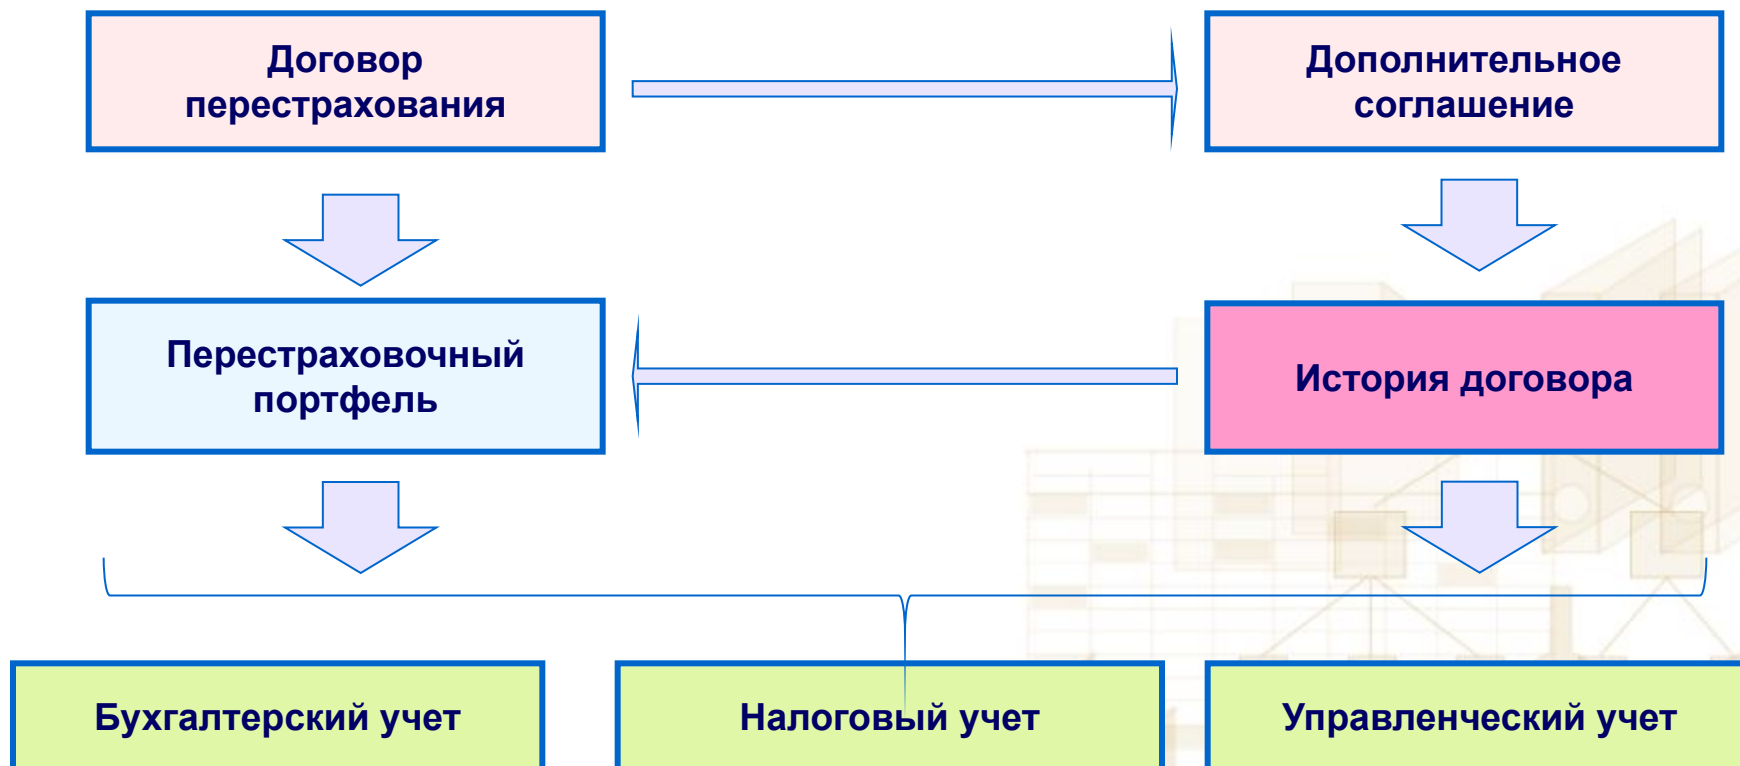 Договор
перестрахования
Дополнительное
соглашение
Перестраховочный
портфель
История договора
Бухгалтерский учет
Налоговый учет
Управленческий учет